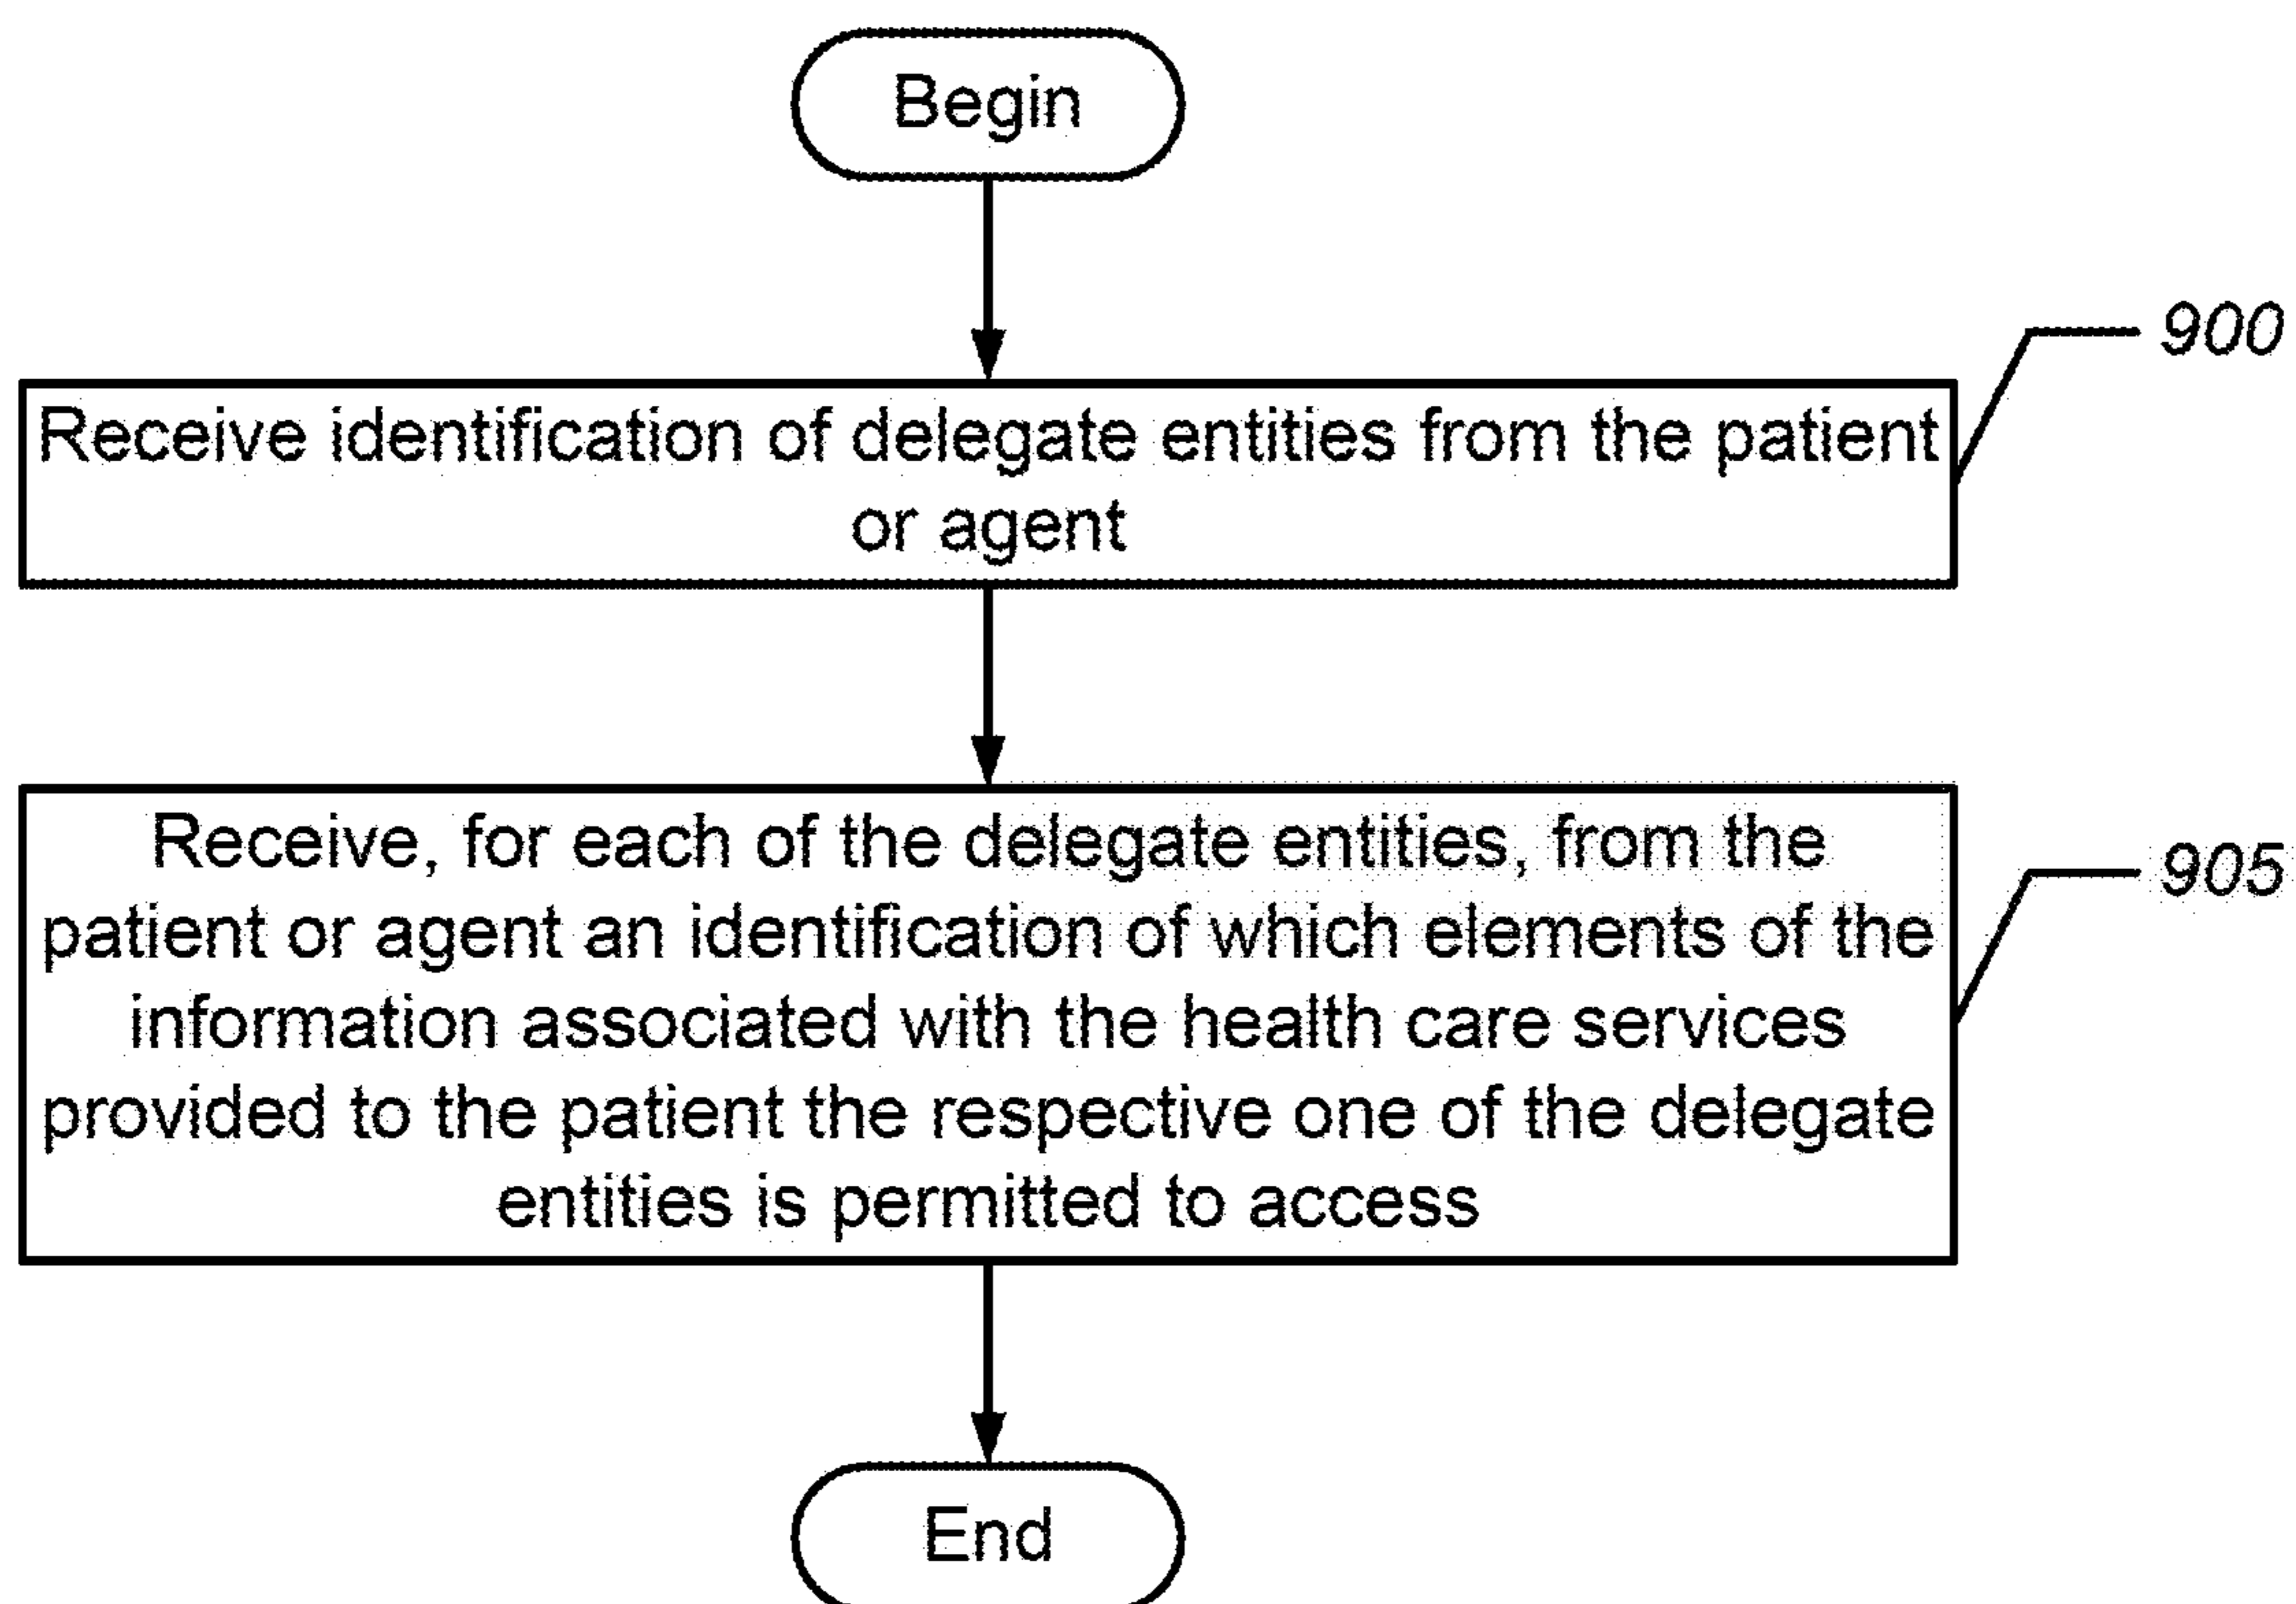 Begin
900
Receive identification of delegate entities from the patient
or agent
Receive, for each of the delegate entities, from the
905
patient or agent an identification of which elements of the
information associated with the health care services
provided to the patient the respective one of the delegate
entities is permitted to access
End